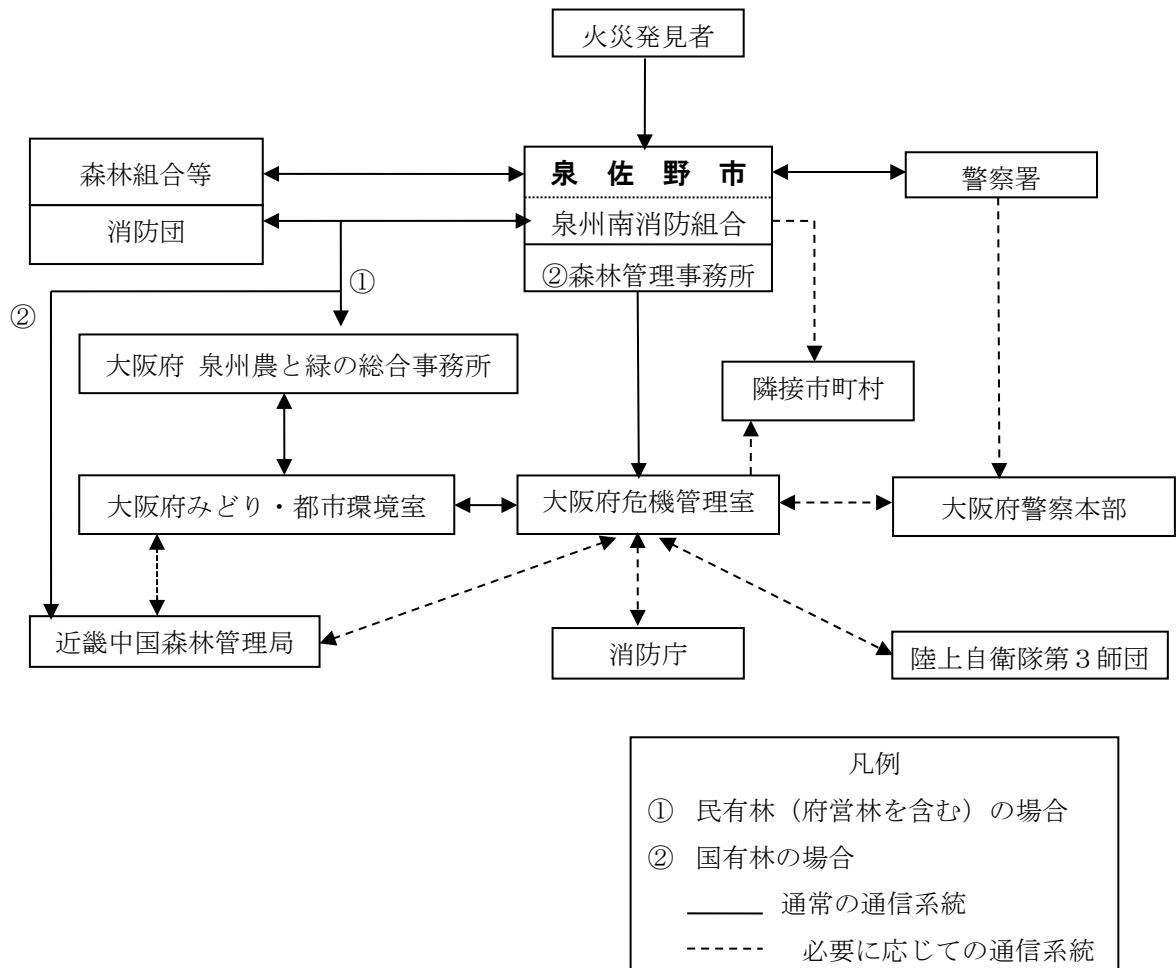 火災発見者
森林組合等
泉 佐 野 市
警察署
消防団
泉州南消防組合
②森林管理事務所
①
②
大阪府 泉州農と緑の総合事務所
隣接市町村
大阪府みどり・都市環境室
大阪府危機管理室
大阪府警察本部
近畿中国森林管理局
消防庁
陸上自衛隊第３師団
凡例
① 民有林（府営林を含む）の場合
② 国有林の場合
通常の通信系統
必要に応じての通信系統